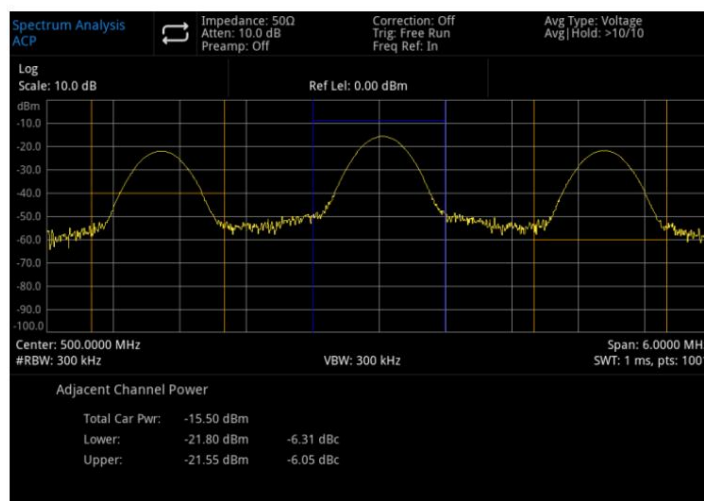 Spectrum Analysis
ACP
Impedance: 50Ω
Atten: 10.0 dB
Preamp: Off
Correction: Off
Trig: Free Run
Freq Ref: In
Avg Type: Voltage
Avg|Hold: >10/10
Log
Scale: 10.0 dB
Ref Lel: 0.00 dBm
dBm
-10.0
-20.0
-30.0
-40.0
-50.0
-60.0
-70.0
-80.0
-90.0
-100.0
Center: 500.0000 MHz
Span: 6.0000 MH
#RBW: 300 kHz
VBW: 300 kHz
SWT: 1 ms, pts: 1001
Adjacent Channel Power
Total Car Pwr: -15.50 dBm
Lower: -21.80 dBm -6.31 dBc
Upper: -21.55 dBm -6.05 dBc